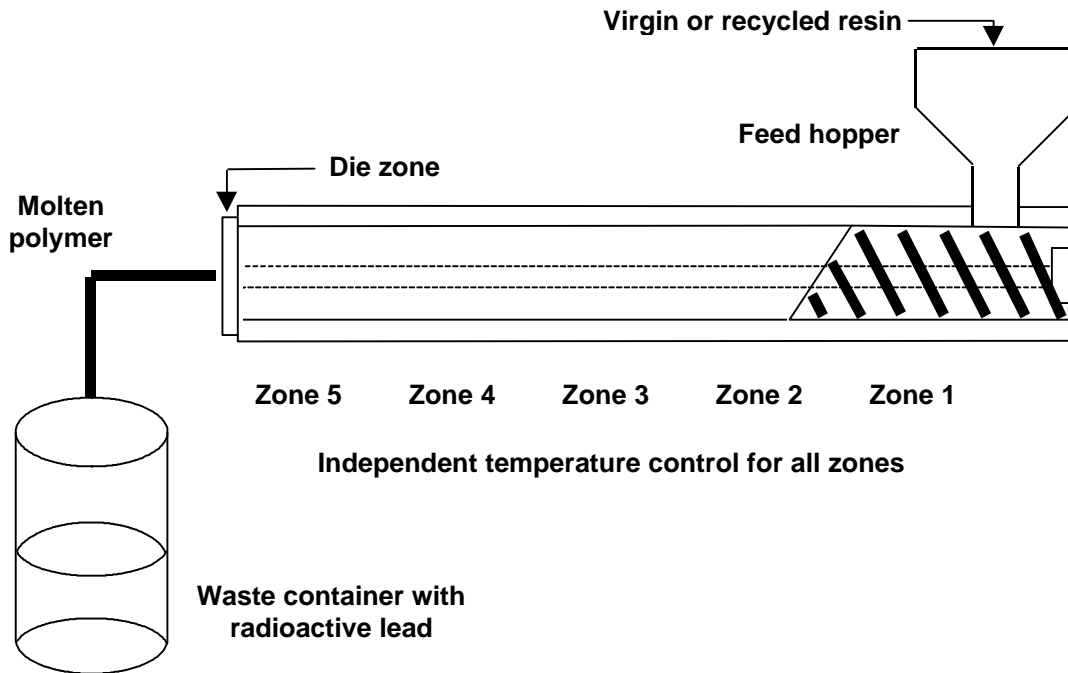 Virgin or recycled resin
Feed hopper
Die zone
Molten
polymer
Zone 5 Zone 4 Zone 3 Zone 2 Zone 1
Independent temperature control for all zones
Waste container with
radioactive lead